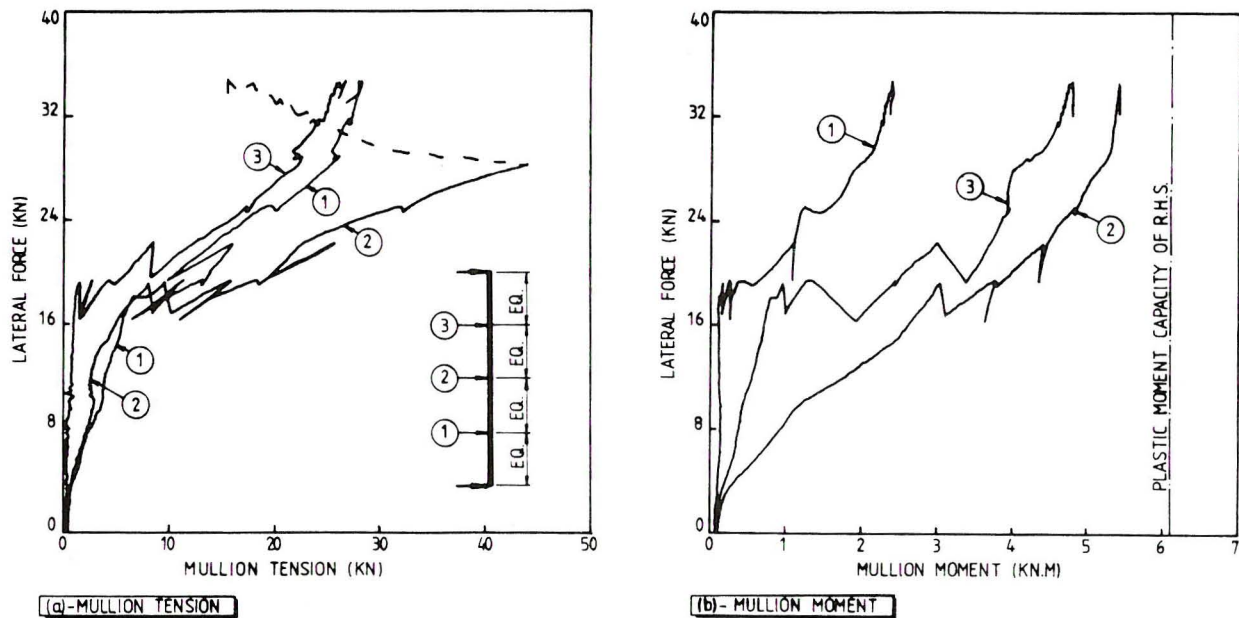 40
32
24
16
8
0
LATERAL FORCE (KN)
0 10 20 30 40 50
MULLION TENSION (KN)
3
1
2
1
2
3
2
1
EQ.
EQ.
EQ.
EQ.
(a)-MULLION TENSION
40
32
24
16
8
0
LATERAL FORCE (KN)
0 1 2 3 4 5 6 7
MULLION MOMENT (KN.M)
1
3
2
PLASTIC MOMENT CAPACITY OF R.H.S.
(b)- MULLION MOMENT